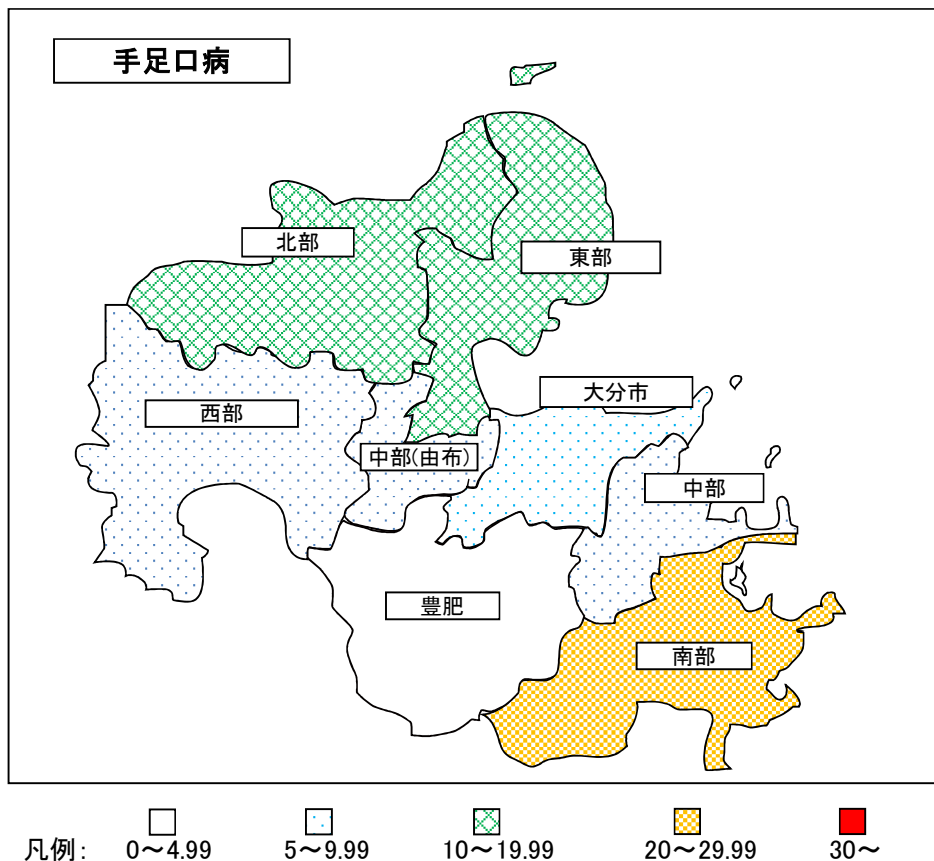 手足口病
北部
東部
大分市
西部
中部(由布)
中部
豊肥
南部
凡例: 0～4.99 5～9.99 10～19.99 20～29.99 30～